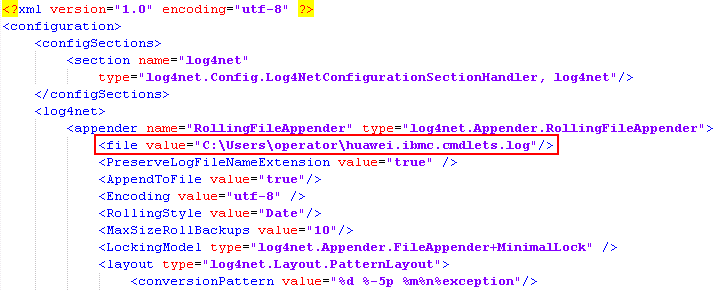 <?xml version="1.0" encoding="utf-8" ?>
<configuration>
<configSections>
<section name="log4net"
type="log4net.Config.Log4NetConfigurationSectionHandler, log4net"/>
</configSections>
<log4net>
<appender name="RollingFileAppender" type="log4net.Appender.RollingFileAppender">
<file value="C:\Users\operator\huawei.ibmc.cmdlets.log"/>
<PreserveLogFileNameExtension value="true" />
<AppendToFile value="true"/>
<Encoding value="utf-8" />
<RollingStyle value="Date"/>
<MaxSizeRollBackups value="10"/>
<LockingModel type="log4net.Appender.FileAppender+MinimalLock" />
<layout type="log4net.Layout.PatternLayout">
<conversionPattern value="%d %-5p %m%n%exception"/>